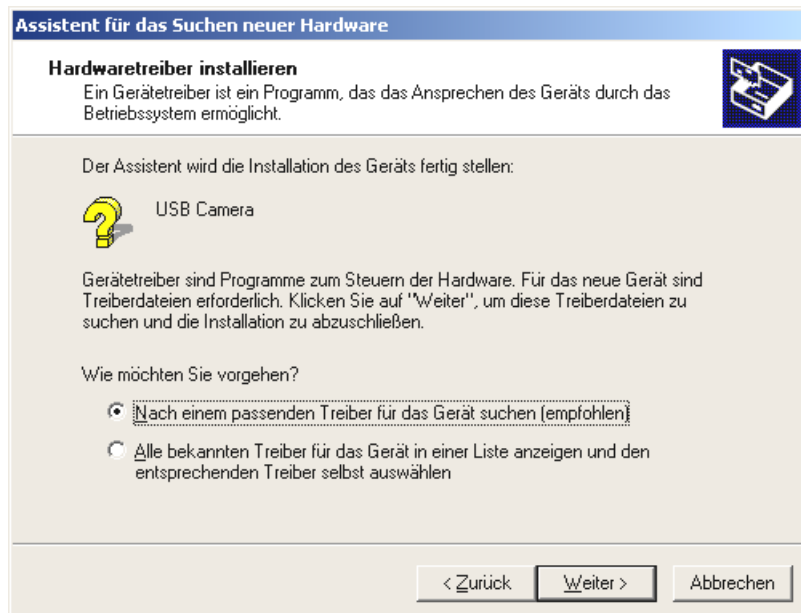 Assistent für das Suchen neuer Hardware
Hardwaretreiber installieren
Ein Gerätetreiber ist ein Programm, das das Ansprechen des Geräts durch das
Betriebssystem ermöglicht.
Der Assistent wird die Installation des Geräts fertig stellen:
USB Camera
Gerätetreiber sind Programme zum Steuern der Hardware. Für das neue Gerät sind
Treiberdateien erforderlich. Klicken Sie auf "Weiter", um diese Treiberdateien zu
suchen und die Installation zu abzuschließen.
Wie möchten Sie vorgehen?
Nach einem passenden Treiber für das Gerät suchen (empfohlen)
Alle bekannten Treiber für das Gerät in einer Liste anzeigen und den
entsprechenden Treiber selbst auswählen
< Zurück Weiter > Abbrechen